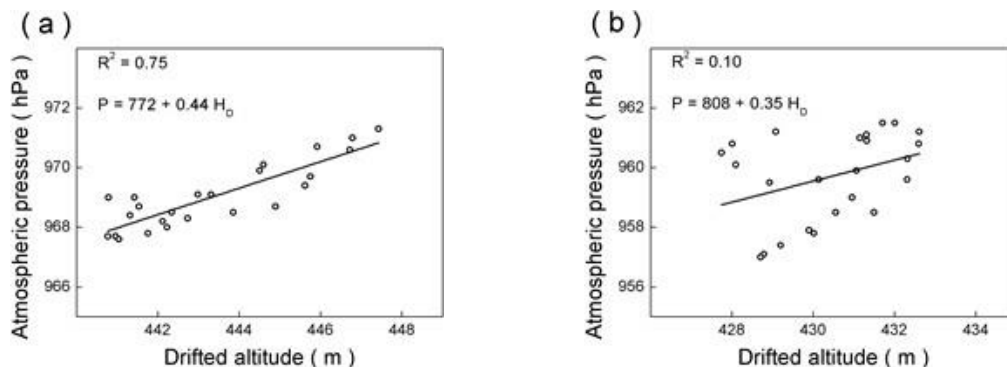 ( a )
R² = 0.75
P = 772 + 0.44 H_D
Atmospheric pressure ( hPa )
972
970
968
966
442 444 446 448
Drifted altitude ( m )
( b )
R² = 0.10
P = 808 + 0.35 H_D
Atmospheric pressure ( hPa )
962
960
958
956
428 430 432 434
Drifted altitude ( m )